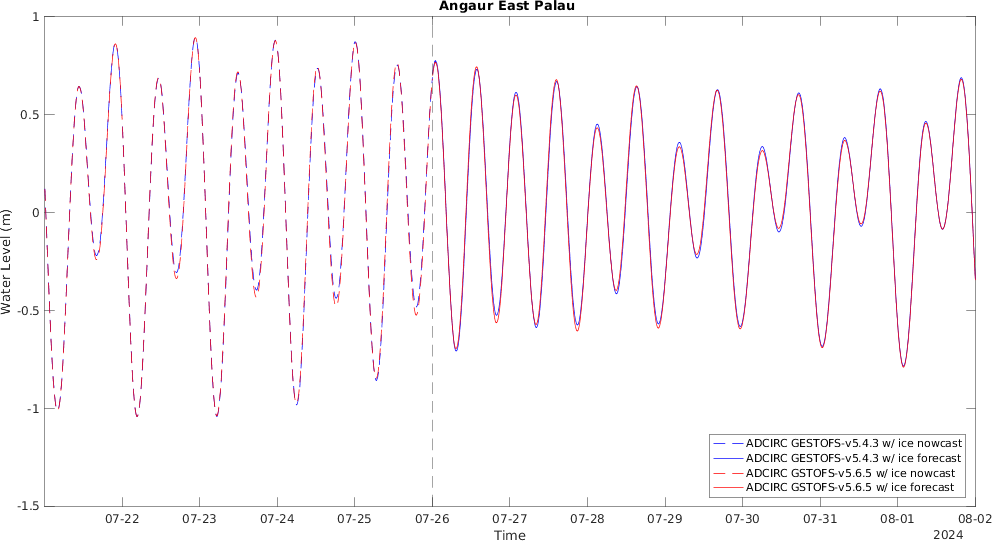 Angaur East Palau
1
0.5
0
-0.5
-1
-1.5
Water Level (m)
07-22 07-23 07-24 07-25 07-26 07-27 07-28 07-29 07-30 07-31 08-01 08-02
Time
2024
ADCIRC GESTOFS-v5.4.3 w/ ice nowcast
ADCIRC GESTOFS-v5.4.3 w/ ice forecast
ADCIRC GSTOFS-v5.6.5 w/ ice nowcast
ADCIRC GSTOFS-v5.6.5 w/ ice forecast